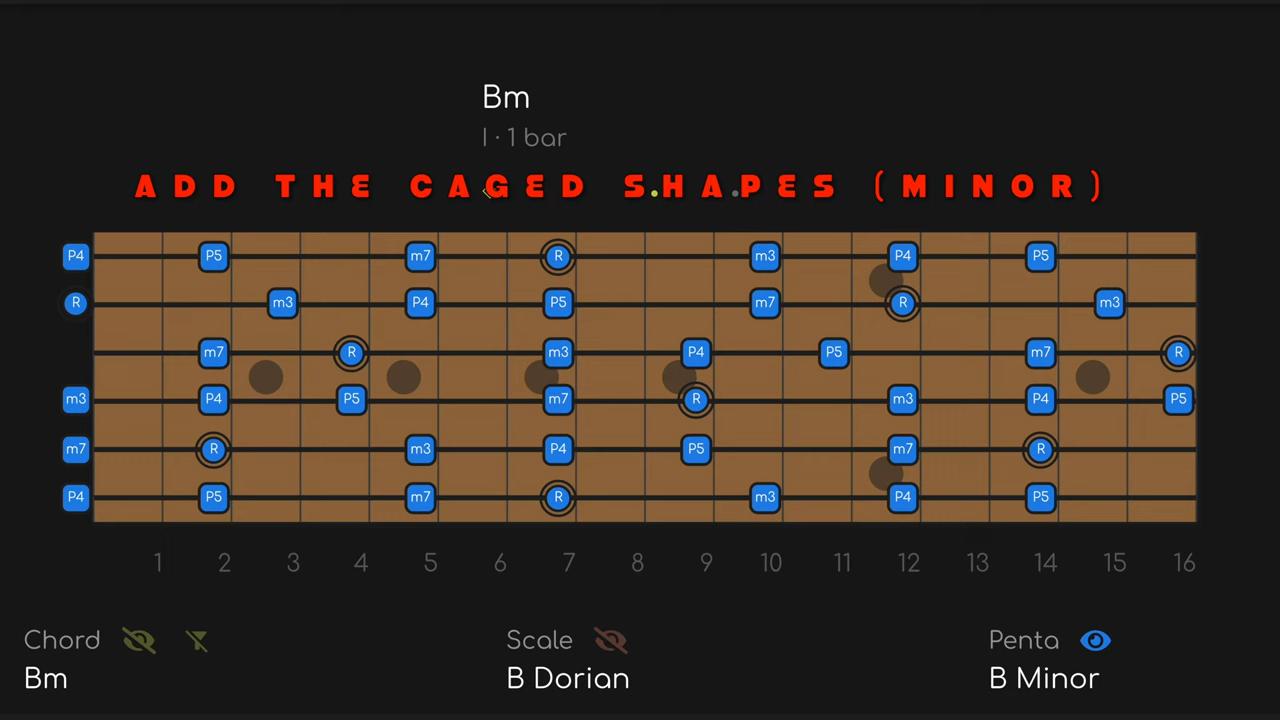 Bm
I · 1 bar
ADD THE CAGED SHAPES (MINOR)
P4 P5 m7 R m3 P4 P5
R m3 P4 P5 m7 R m3
m7 R m3 P4 P5 m7 R
m3 P4 P5 m7 R m3 P4 P5
m7 R m3 P4 P5 m7 R
P4 P5 m7 R m3 P4 P5
1 2 3 4 5 6 7 8 9 10 11 12 13 14 15 16
Chord Scale Penta
Bm B Dorian B Minor